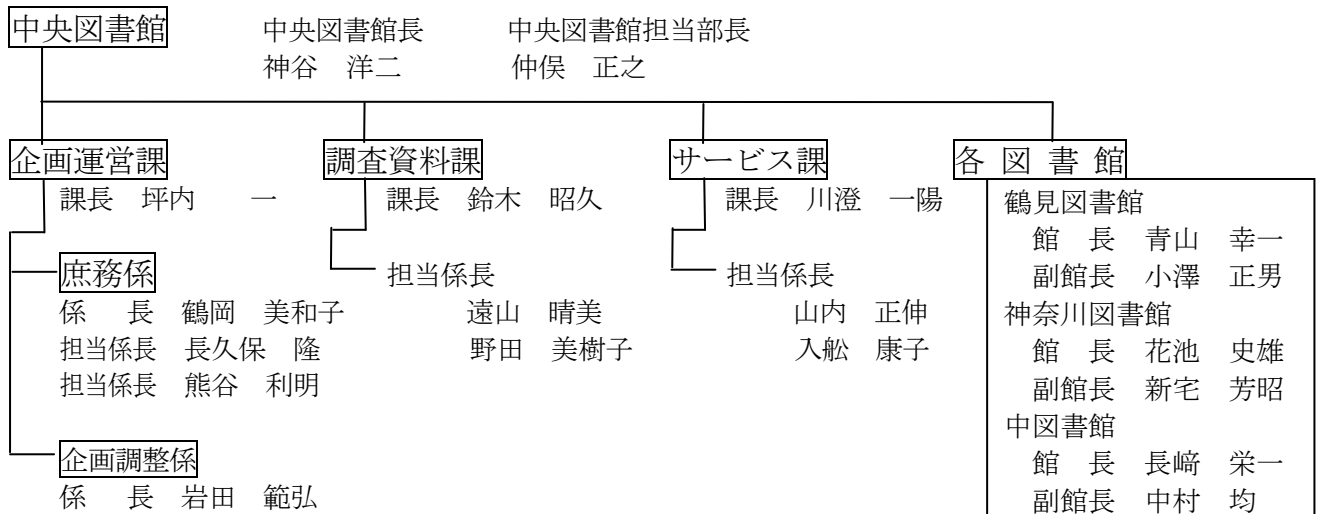 中央図書館　中央図書館長　中央図書館担当部長
神谷　洋二　仲俣　正之
企画運営課
課長　坪内　一
庶務係
係　長　鶴岡　美和子
担当係長　長久保　隆
担当係長　熊谷　利明
企画調整係
係　長　岩田　範弘
調査資料課
課長　鈴木　昭久
担当係長
遠山　晴美
野田　美樹子
サービス課
課長　川澄　一陽
担当係長
山内　正伸
入舩　康子
各図書館
鶴見図書館
館　長　青山　幸一
副館長　小澤　正男
神奈川図書館
館　長　花池　史雄
副館長　新宅　芳昭
中図書館
館　長　長﨑　栄一
副館長　中村　均